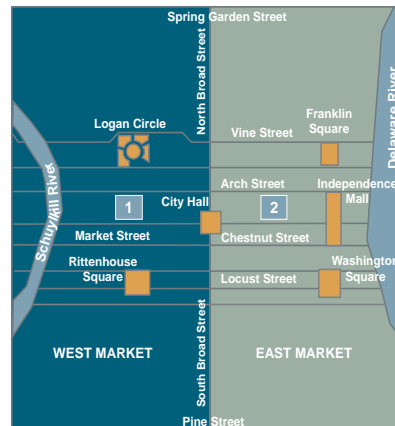 Spring Garden Street
North Broad Street
Delaware River
Logan Circle
Franklin
Square
Vine Street
Schuylkill River
Arch Street
Independence
Mall
1
City Hall
2
Market Street
Chestnut Street
Rittenhouse
Square
Washington
Square
Locust Street
South Broad Street
WEST MARKET
EAST MARKET
Pine Street